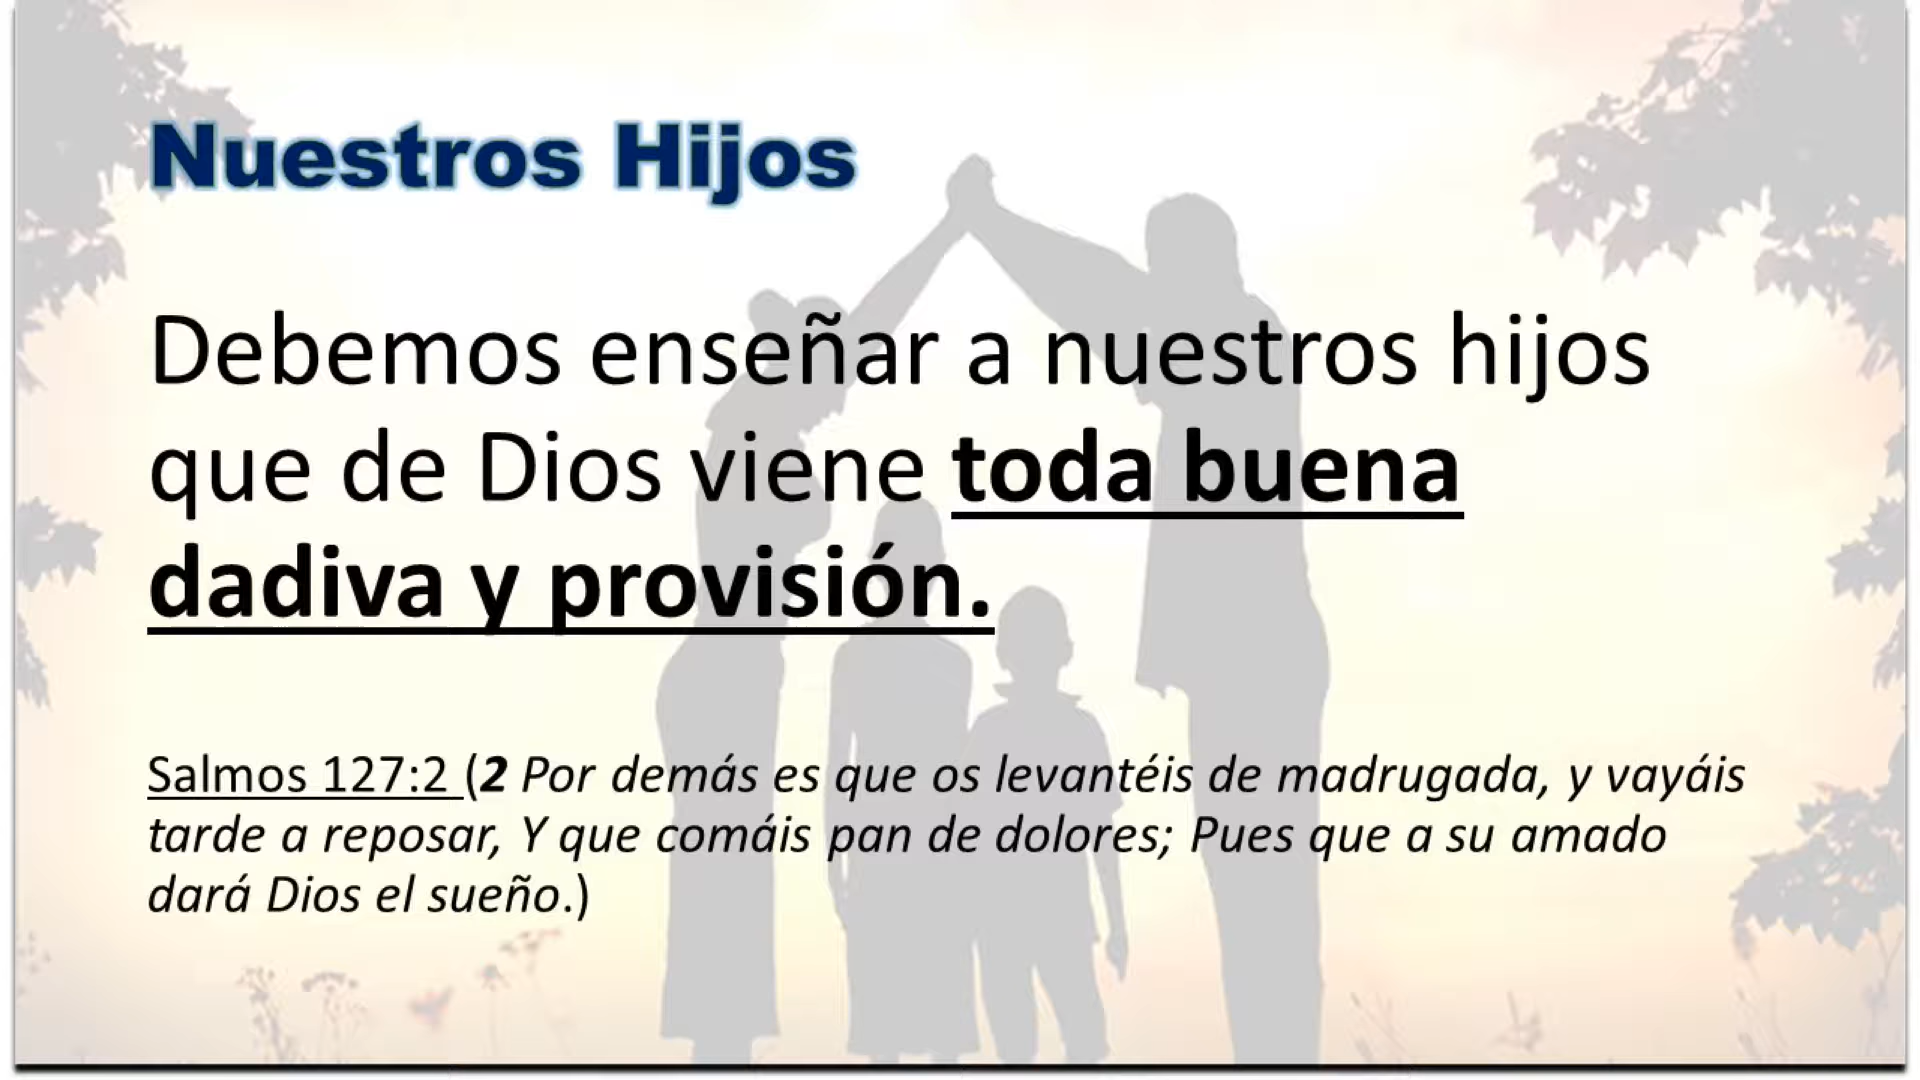 Nuestros Hijos
Debemos enseñar a nuestros hijos
que de Dios viene toda buena
dadiva y provisión.
Salmos 127:2 (2 Por demás es que os levantéis de madrugada, y vayáis
tarde a reposar, Y que comáis pan de dolores; Pues que a su amado
dará Dios el sueño.)